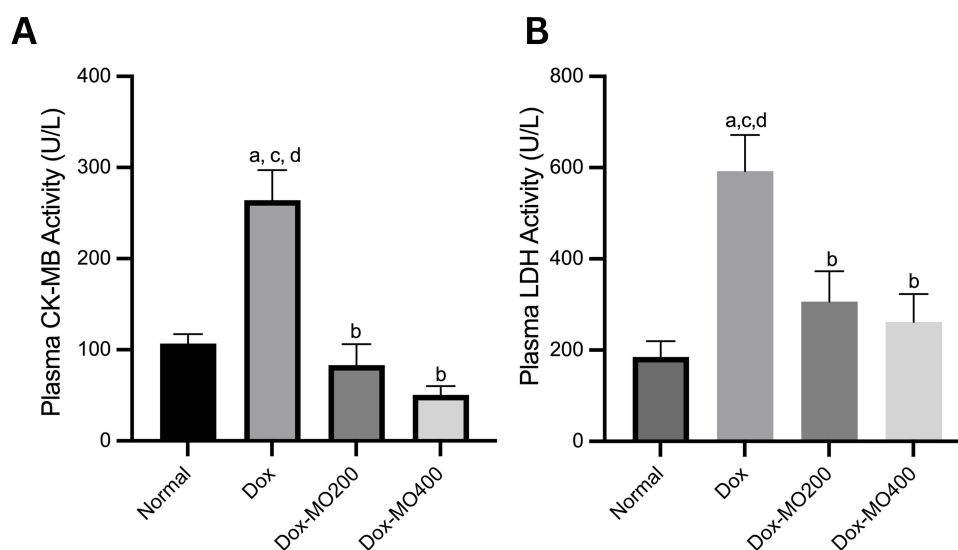 A
Plasma CK-MB Activity (U/L)
400
300
200
100
0
a, c, d
b
b
Normal
Dox
Dox-MO200
Dox-MO400
B
Plasma LDH Activity (U/L)
800
600
400
200
0
a,c,d
b
b
Normal
Dox
Dox-MO200
Dox-MO400